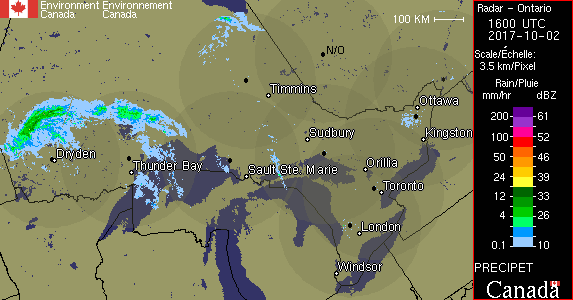 Environment Environnement
Canada Canada
100 KM
N/O
Timmins
Ottawa
Sudbury
Kingston
Dryden
Thunder Bay
Sault Ste. Marie
Orillia
Toronto
London
Windsor
Radar - Ontario
1600 UTC
2017-10-02
Scale/Échelle:
3.5 km/Pixel
Rain/Pluie
mm/hr dBZ
200 61
100 56
50 52
24 46
12 39
4 33
2 26
1 20
0.1 10
PRECIPET
Canada